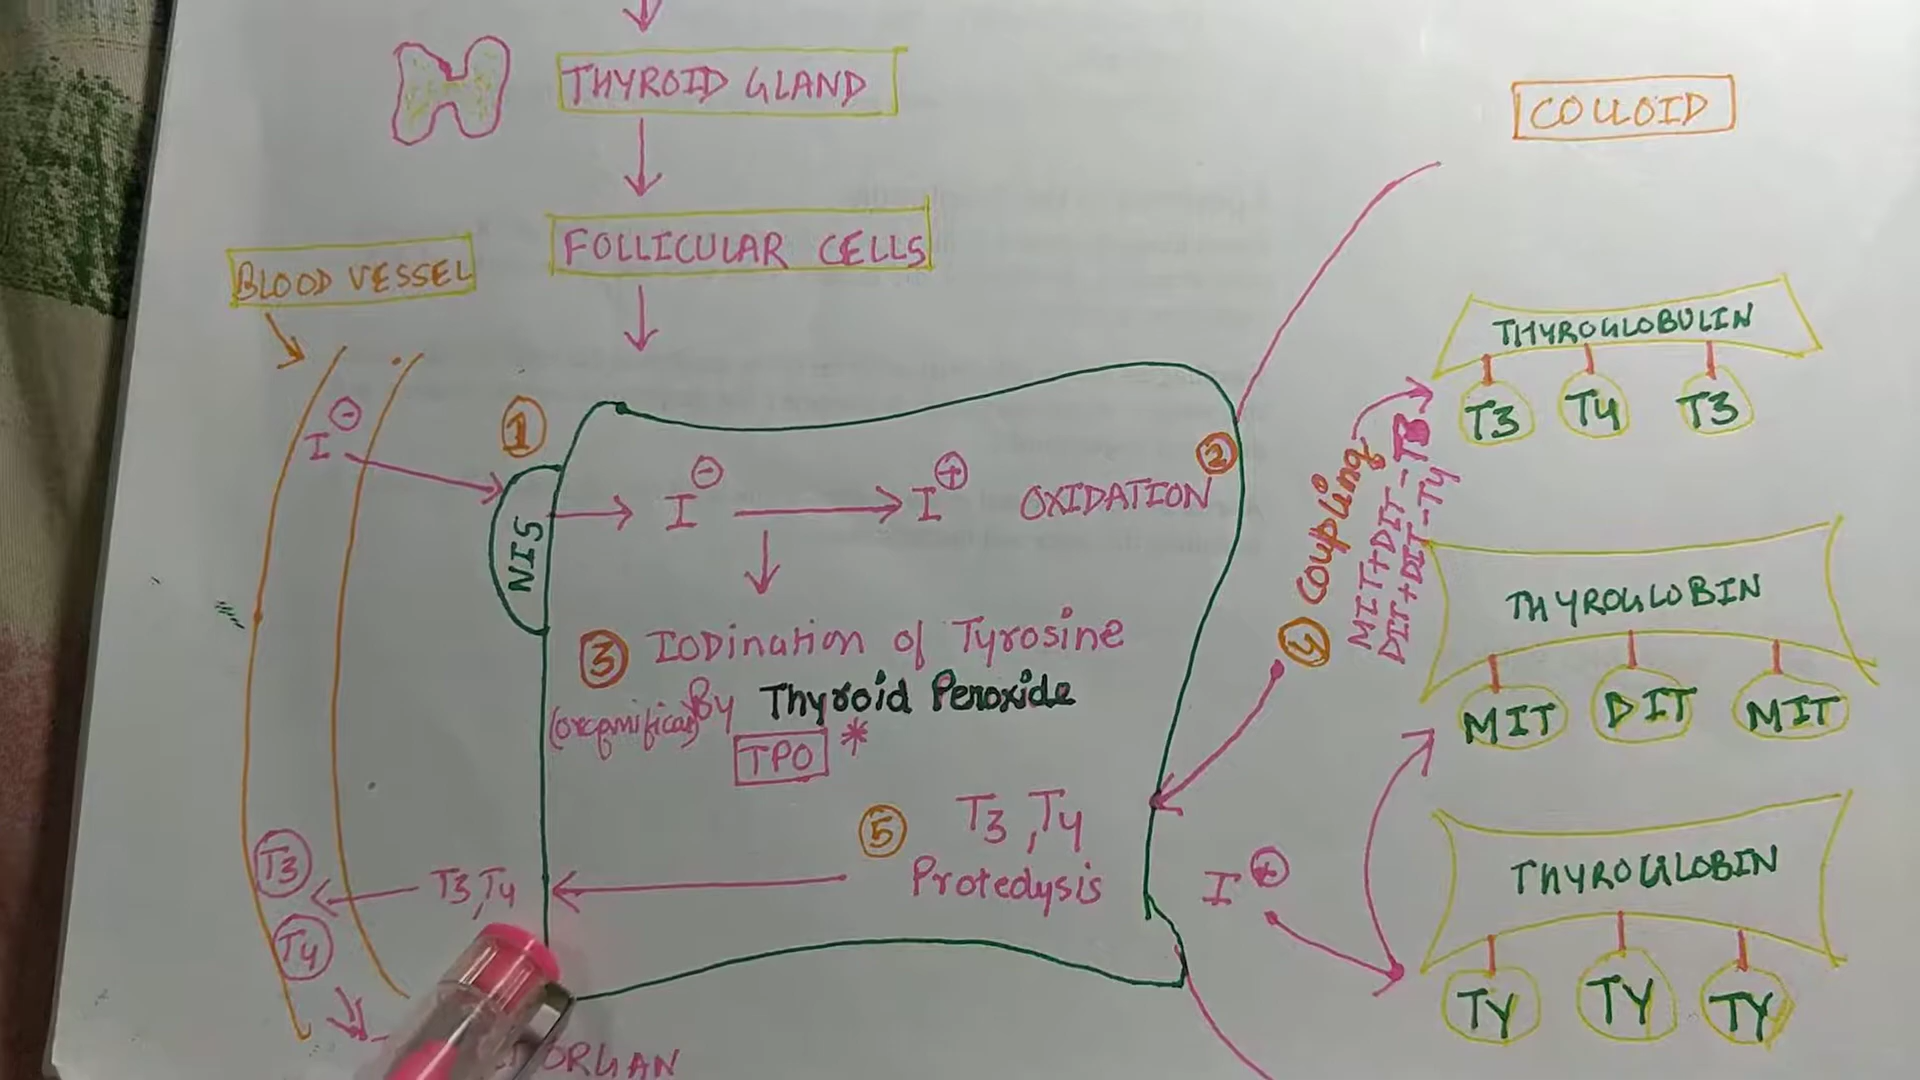 THYROID GLAND
COLLOID
FOLLICULAR CELLS
BLOOD VESSEL
THYROGLOBULIN
T3 T4 T3
I⊖
1
NIS
I⊖ I⊕ OXIDATION
2
3 IODination of Tyrosine
By Thyroid Peroxide
TPO *
4 Coupling
MIT+DIT-T3
DIT+DIT-T4
THYROGLOBIN
MIT DIT MIT
5 T3, T4
Proteolysis
T3, T4
T3
T4
I⊕
THYROGLOBIN
TY TY TY
ORGAN